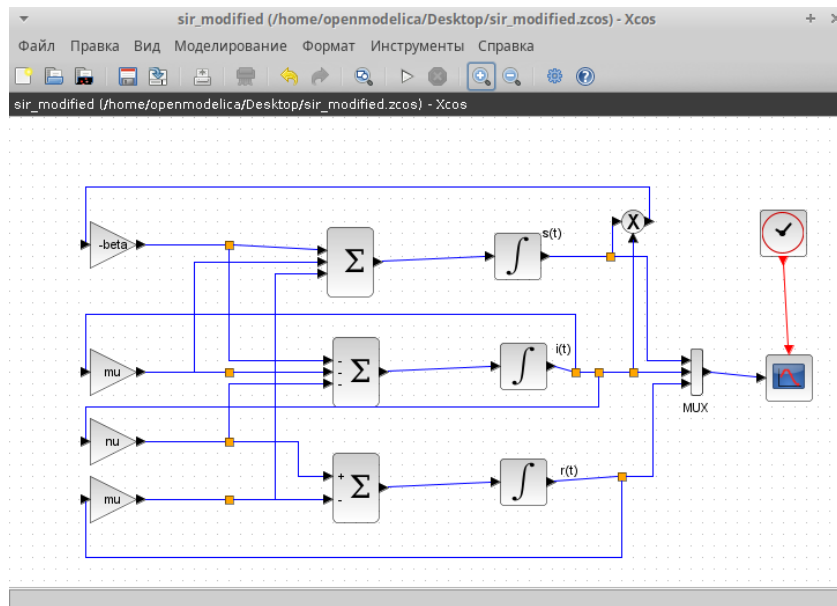 sir_modified (/home/openmodelica/Desktop/sir_modified.zcos) - Xcos
Файл Правка Вид Моделирование Формат Инструменты Справка
sir_modified (/home/openmodelica/Desktop/sir_modified.zcos) - Xcos
-beta
Σ
∫
s(t)
X
mu
-
-
-
Σ
∫
i(t)
MUX
nu
mu
+
-
Σ
∫
r(t)